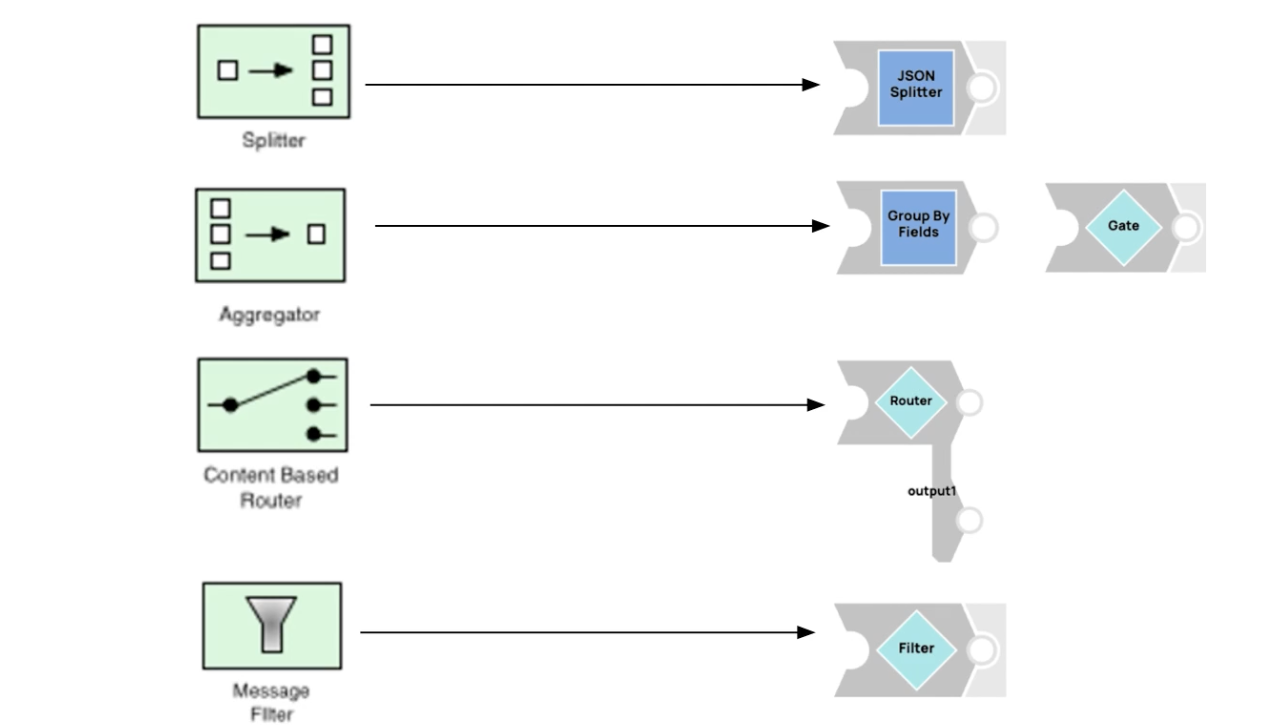 JSON
Splitter
Splitter
Group By
Fields
Gate
Aggregator
Router
Content Based
Router
output1
Filter
Message
Filter